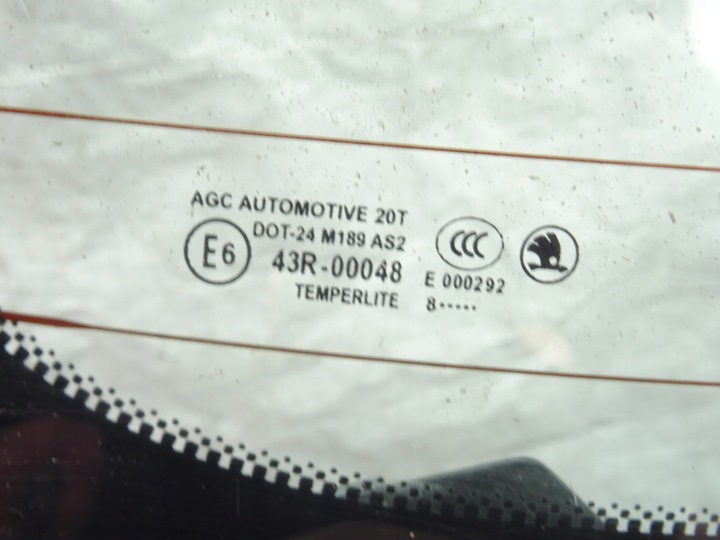 AGC AUTOMOTIVE 20T
DOT-24 M189 AS2
E6
43R-00048
TEMPERLITE
CCC
E 000292
8·····